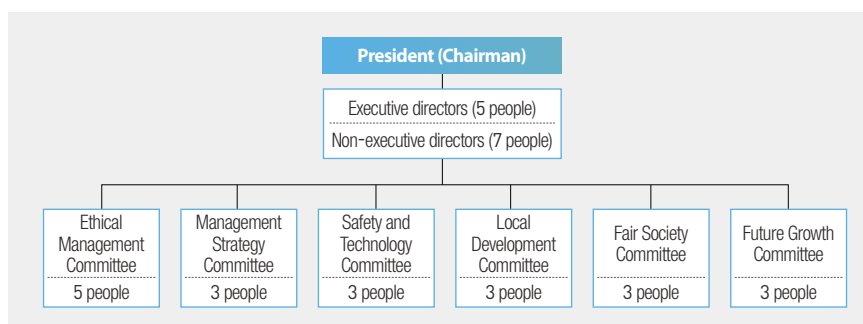 President (Chairman)
Executive directors (5 people)
Non-executive directors (7 people)
Ethical
Management
Committee
5 people
Management
Strategy
Committee
3 people
Safety and
Technology
Committee
3 people
Local
Development
Committee
3 people
Fair Society
Committee
3 people
Future Growth
Committee
3 people